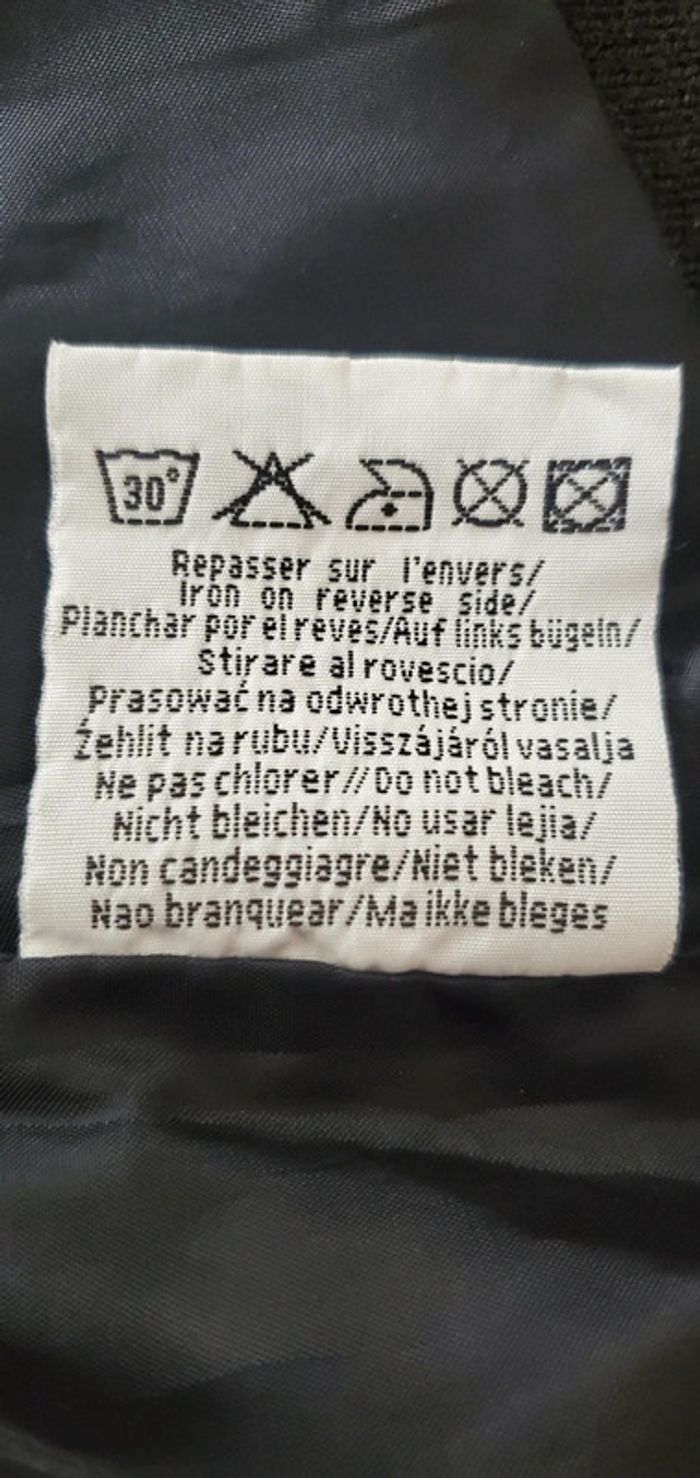 30°
Repasser sur l'envers/
Iron on reverse side/
Planchar por el reves/Auf links bügeln/
Stirare al rovescio/
Prasować na odwrothej stronie/
Žehlit na rubu/Visszájáról vasalja
Ne pas chlorer//Do not bleach/
Nicht bleichen/No usar lejia/
Non candeggiagre/Niet bleken/
Nao branquear/Ma ikke bleges